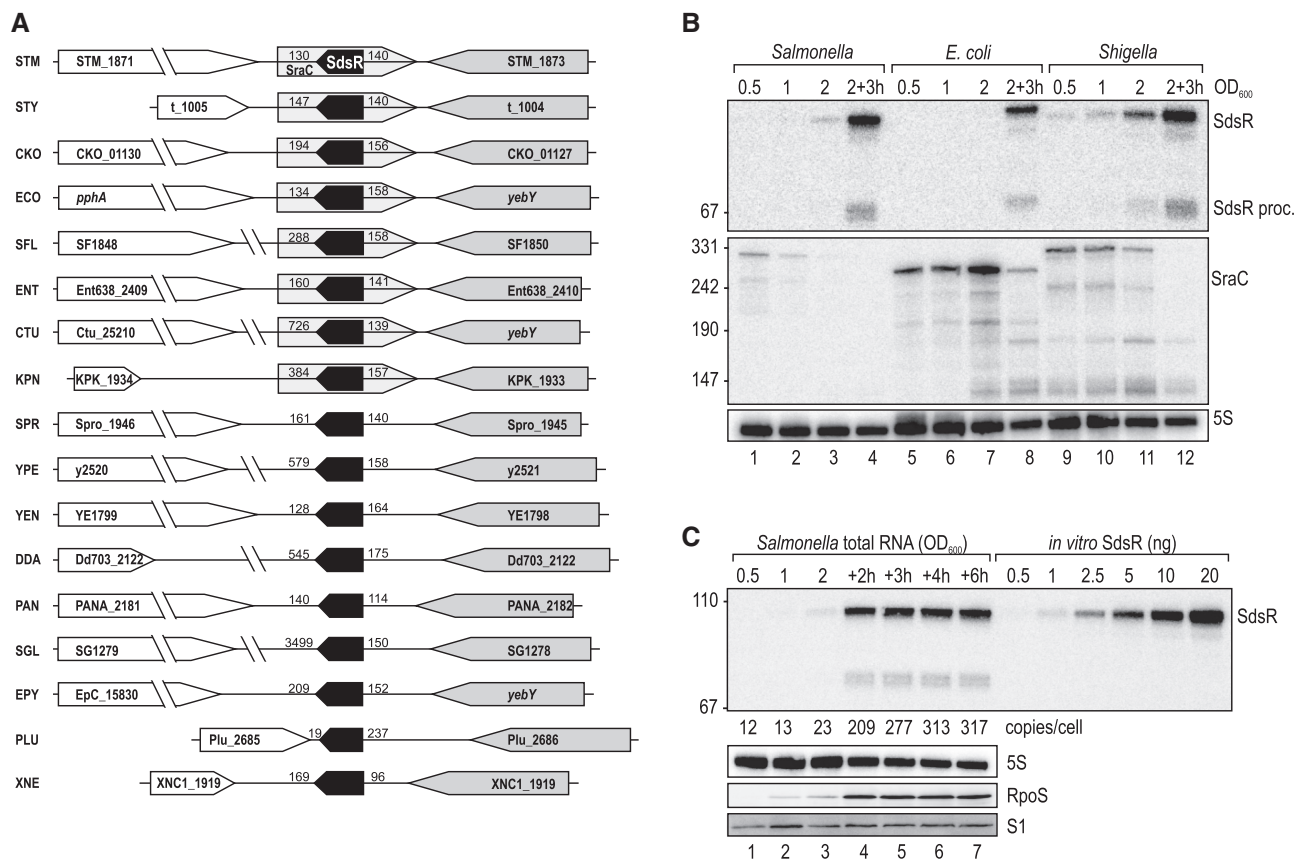 A
STM STM_1871 130 SraC SdsR 140 STM_1873
STY t_1005 147 140 t_1004
CKO CKO_01130 194 156 CKO_01127
ECO pphA 134 158 yebY
SFL SF1848 288 158 SF1850
ENT Ent638_2409 160 141 Ent638_2410
CTU Ctu_25210 726 139 yebY
KPN KPK_1934 384 157 KPK_1933
SPR Spro_1946 161 140 Spro_1945
YPE y2520 579 158 y2521
YEN YE1799 128 164 YE1798
DDA Dd703_2122 545 175 Dd703_2122
PAN PANA_2181 140 114 PANA_2182
SGL SG1279 3499 150 SG1278
EPY EpC_15830 209 152 yebY
PLU Plu_2685 19 237 Plu_2686
XNE XNC1_1919 169 96 XNC1_1919
B
Salmonella E. coli Shigella
0.5 1 2 2+3h 0.5 1 2 2+3h 0.5 1 2 2+3h OD600
SdsR
67 SdsR proc.
331
SraC
242
190
147
5S
1 2 3 4 5 6 7 8 9 10 11 12
C
Salmonella total RNA (OD600) in vitro SdsR (ng)
0.5 1 2 +2h +3h +4h +6h 0.5 1 2.5 5 10 20
110
SdsR
67
12 13 23 209 277 313 317 copies/cell
5S
RpoS
S1
1 2 3 4 5 6 7